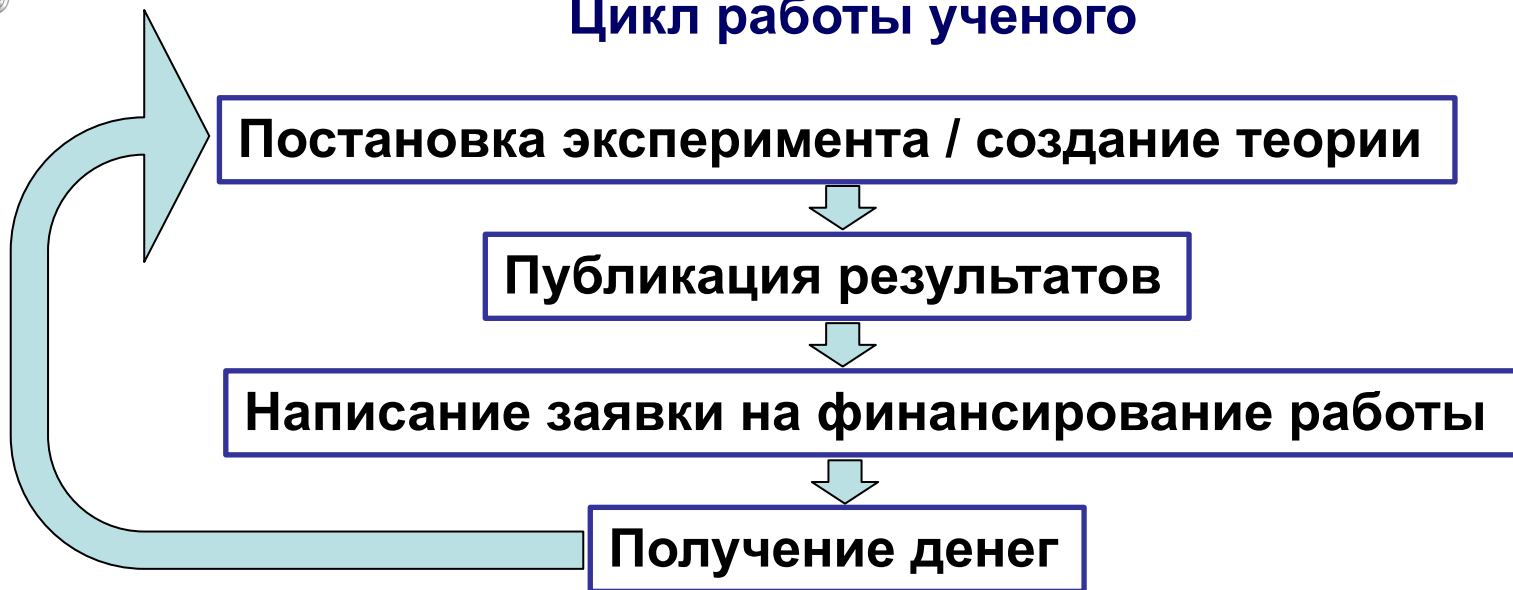 Цикл работы ученого
Постановка эксперимента / создание теории
Публикация результатов
Написание заявки на финансирование работы
Получение денег